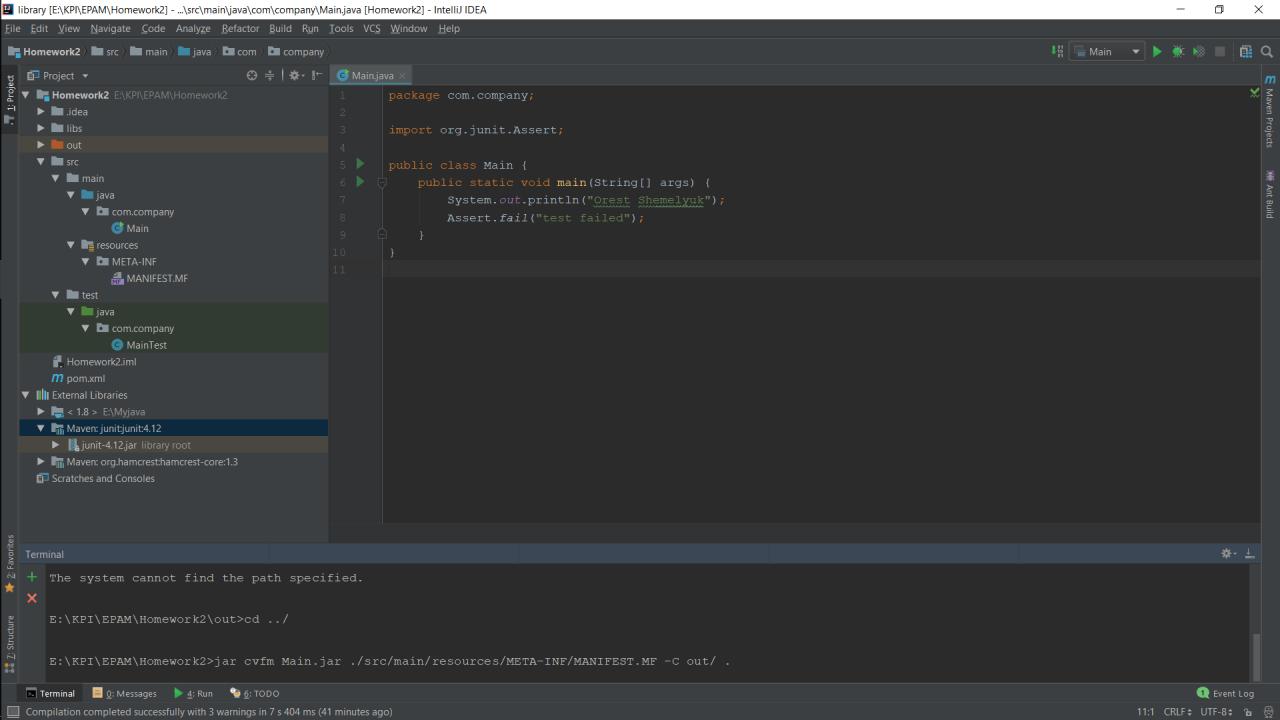 library [E:\KPI\EPAM\Homework2] - ...\src\main\java\com\company\Main.java [Homework2] - IntelliJ IDEA
File Edit View Navigate Code Analyze Refactor Build Run Tools VCS Window Help
Homework2 src main java com company Main
Project
Main.java
1: Project
Homework2 E:\KPI\EPAM\Homework2
.idea
libs
out
src
main
java
com.company
Main
resources
META-INF
MANIFEST.MF
test
java
com.company
MainTest
Homework2.iml
pom.xml
External Libraries
< 1.8 > E:\Myjava
Maven: junit:junit:4.12
junit-4.12.jar library root
Maven: org.hamcrest:hamcrest-core:1.3
Scratches and Consoles
1 package com.company;
2
3 import org.junit.Assert;
4
5 public class Main {
6 public static void main(String[] args) {
7 System.out.println("Orest Shemelyuk");
8 Assert.fail("test failed");
9 }
10 }
11
Maven Projects
Ant Build
2: Favorites
7: Structure
Terminal
The system cannot find the path specified.
E:\KPI\EPAM\Homework2\out>cd ../
E:\KPI\EPAM\Homework2>jar cvfm Main.jar ./src/main/resources/META-INF/MANIFEST.MF -C out/ .
Terminal 0: Messages 4: Run 6: TODO 1 Event Log
Compilation completed successfully with 3 warnings in 7 s 404 ms (41 minutes ago) 11:1 CRLF UTF-8